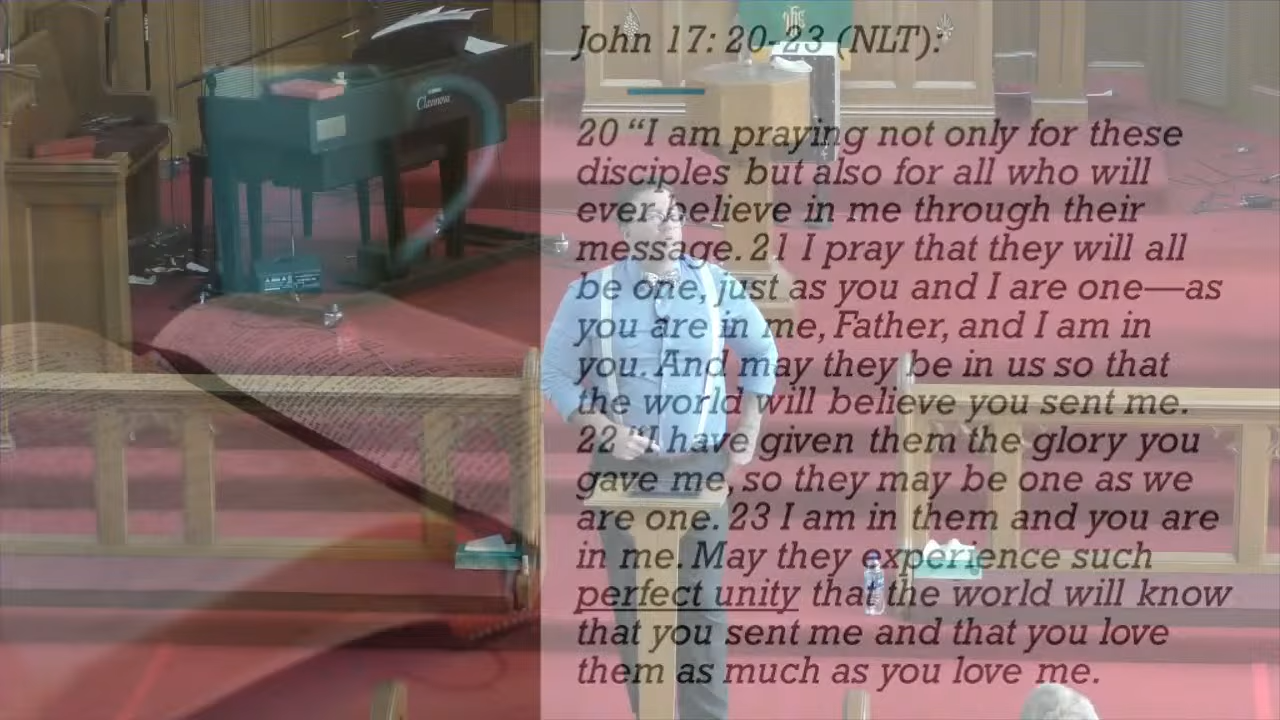 ihs
John 17: 20-23 (NLT):
Clavinova
20 “I am praying not only for these
disciples but also for all who will
ever believe in me through their
message. 21 I pray that they will all
be one, just as you and I are one—as
you are in me, Father, and I am in
you. And may they be in us so that
the world will believe you sent me.
22 “I have given them the glory you
gave me, so they may be one as we
are one. 23 I am in them and you are
in me. May they experience such
perfect unity that the world will know
that you sent me and that you love
them as much as you love me.